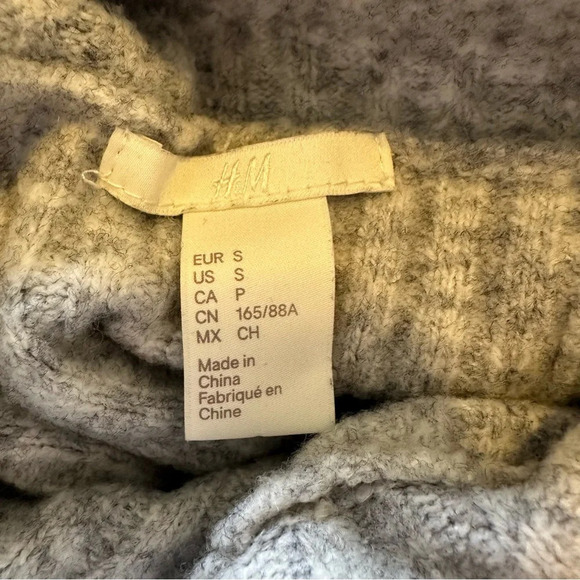 H&M
EUR S
US S
CA P
CN 165/88A
MX CH
Made in
China
Fabriqué en
Chine